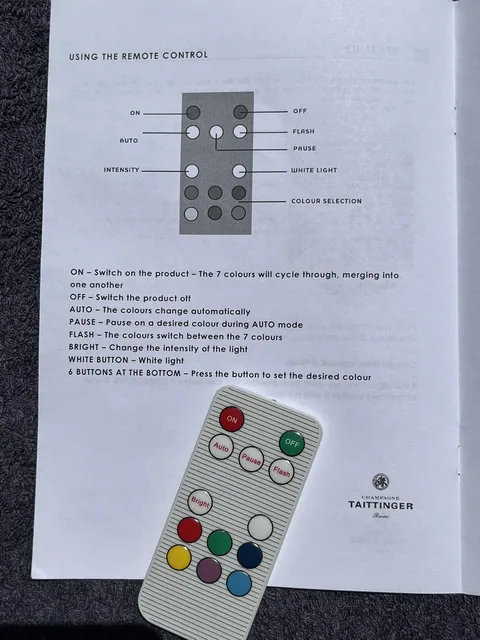 USING THE REMOTE CONTROL
ON
OFF
AUTO
FLASH
PAUSE
INTENSITY
WHITE LIGHT
COLOUR SELECTION
ON – Switch on the product – The 7 colours will cycle through, merging into
one another
OFF – Switch the product off
AUTO – The colours change automatically
PAUSE – Pause on a desired colour during AUTO mode
FLASH – The colours switch between the 7 colours
BRIGHT – Change the intensity of the light
WHITE BUTTON – White light
6 BUTTONS AT THE BOTTOM – Press the button to set the desired colour
ON
OFF
Auto
Pause
Flash
Bright
CHAMPAGNE
TAITTINGER
Reims